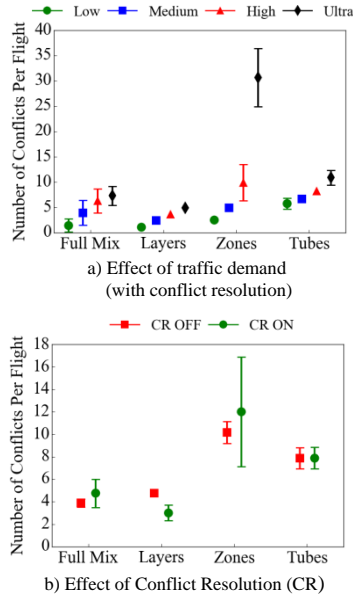 Low Medium High Ultra
Number of Conflicts Per Flight
40
35
30
25
20
15
10
5
0
Full Mix Layers Zones Tubes
a) Effect of traffic demand
(with conflict resolution)
CR OFF CR ON
Number of Conflicts Per Flight
18
16
14
12
10
8
6
4
2
0
Full Mix Layers Zones Tubes
b) Effect of Conflict Resolution (CR)